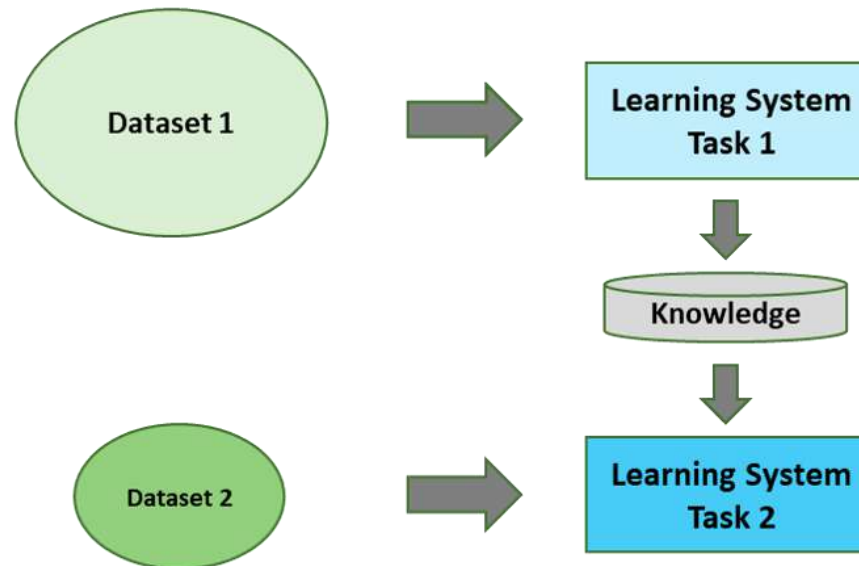 Dataset 1
Learning System
Task 1
Knowledge
Dataset 2
Learning System
Task 2